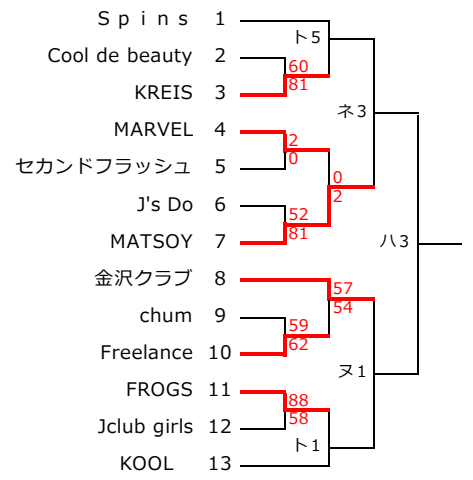 Spins 1
ト5
Cool de beauty 2
60
81
KREIS 3
ネ3
MARVEL 4
2
0
セカンドフラッシュ 5
0
2
J's Do 6
52
81
MATSOY 7
ハ3
金沢クラブ 8
57
54
chum 9
59
62
Freelance 10
ヌ1
FROGS 11
88
58
Jclub girls 12
ト1
KOOL 13